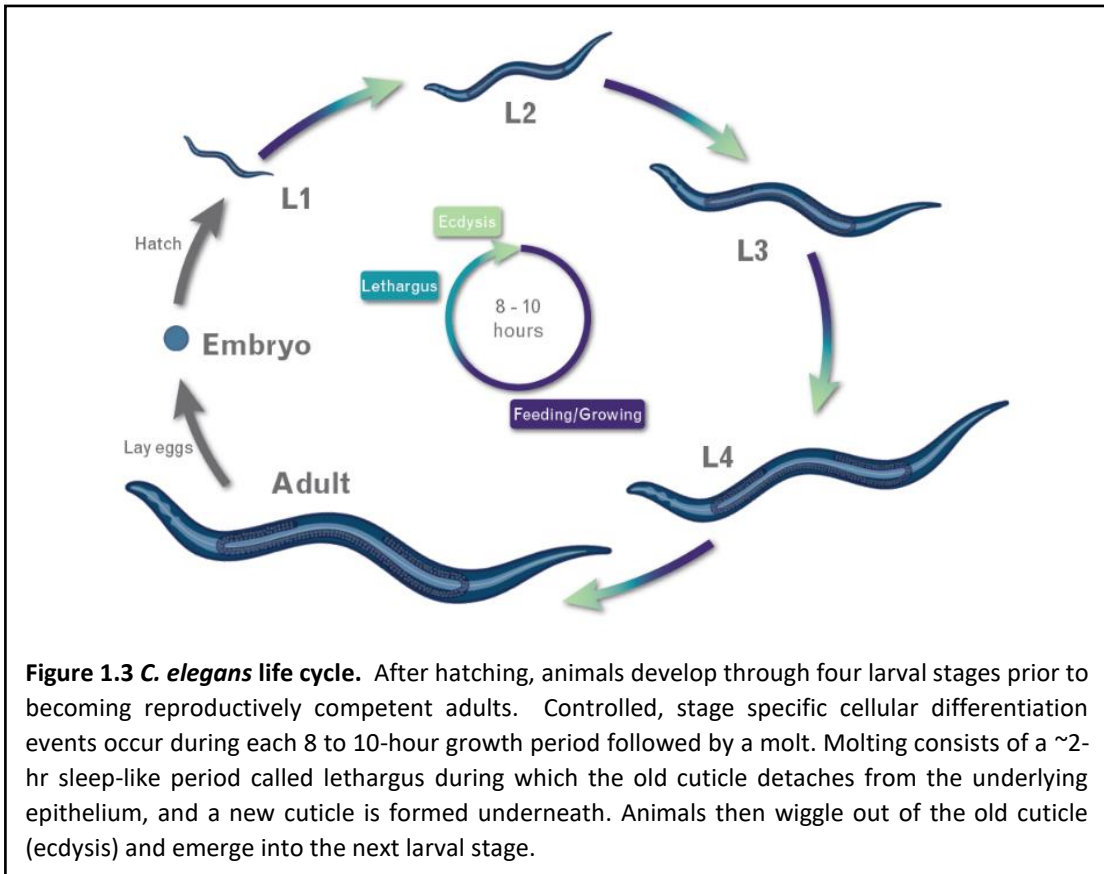 L2
L1
L3
Hatch
Ecdysis
Lethargus
8 - 10
hours
Embryo
Feeding/Growing
Lay eggs
L4
Adult
Figure 1.3 C. elegans life cycle. After hatching, animals develop through four larval stages prior to
becoming reproductively competent adults. Controlled, stage specific cellular differentiation
events occur during each 8 to 10-hour growth period followed by a molt. Molting consists of a ~2-
hr sleep-like period called lethargus during which the old cuticle detaches from the underlying
epithelium, and a new cuticle is formed underneath. Animals then wiggle out of the old cuticle
(ecdysis) and emerge into the next larval stage.